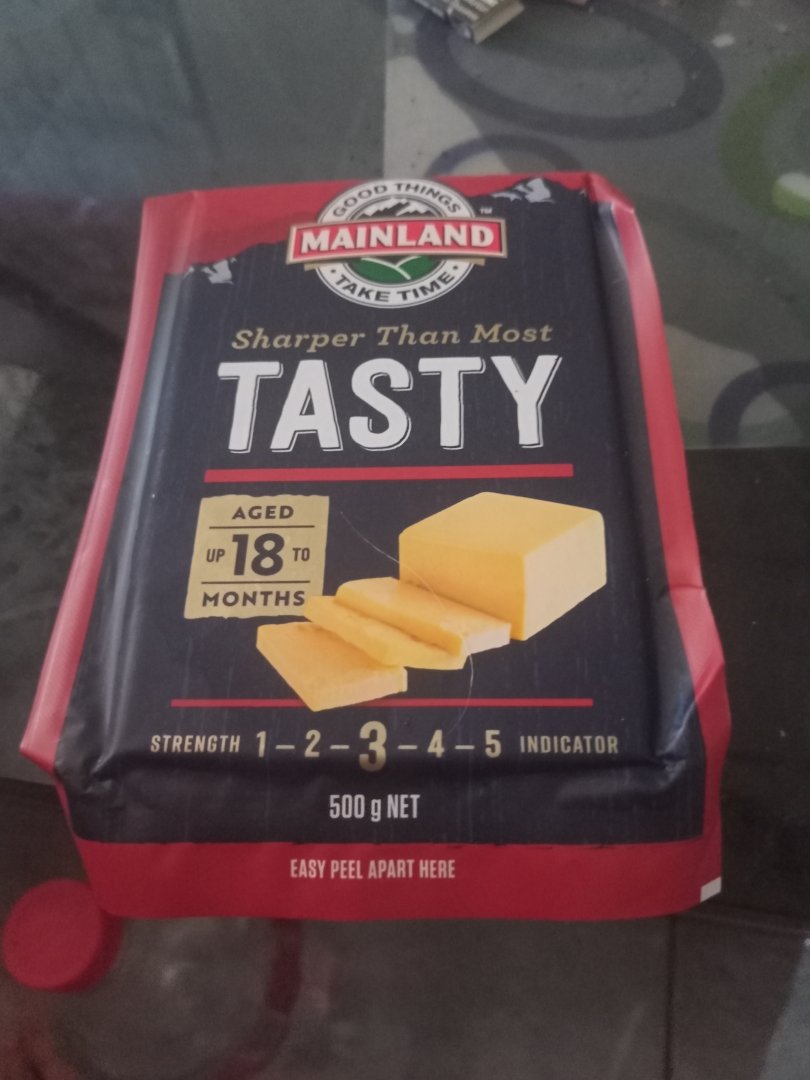 GOOD THINGS
MAINLAND™
TAKE TIME
Sharper Than Most
TASTY
AGED
UP 18 TO
MONTHS
STRENGTH 1 – 2 – 3 – 4 – 5 INDICATOR
500 g NET
EASY PEEL APART HERE